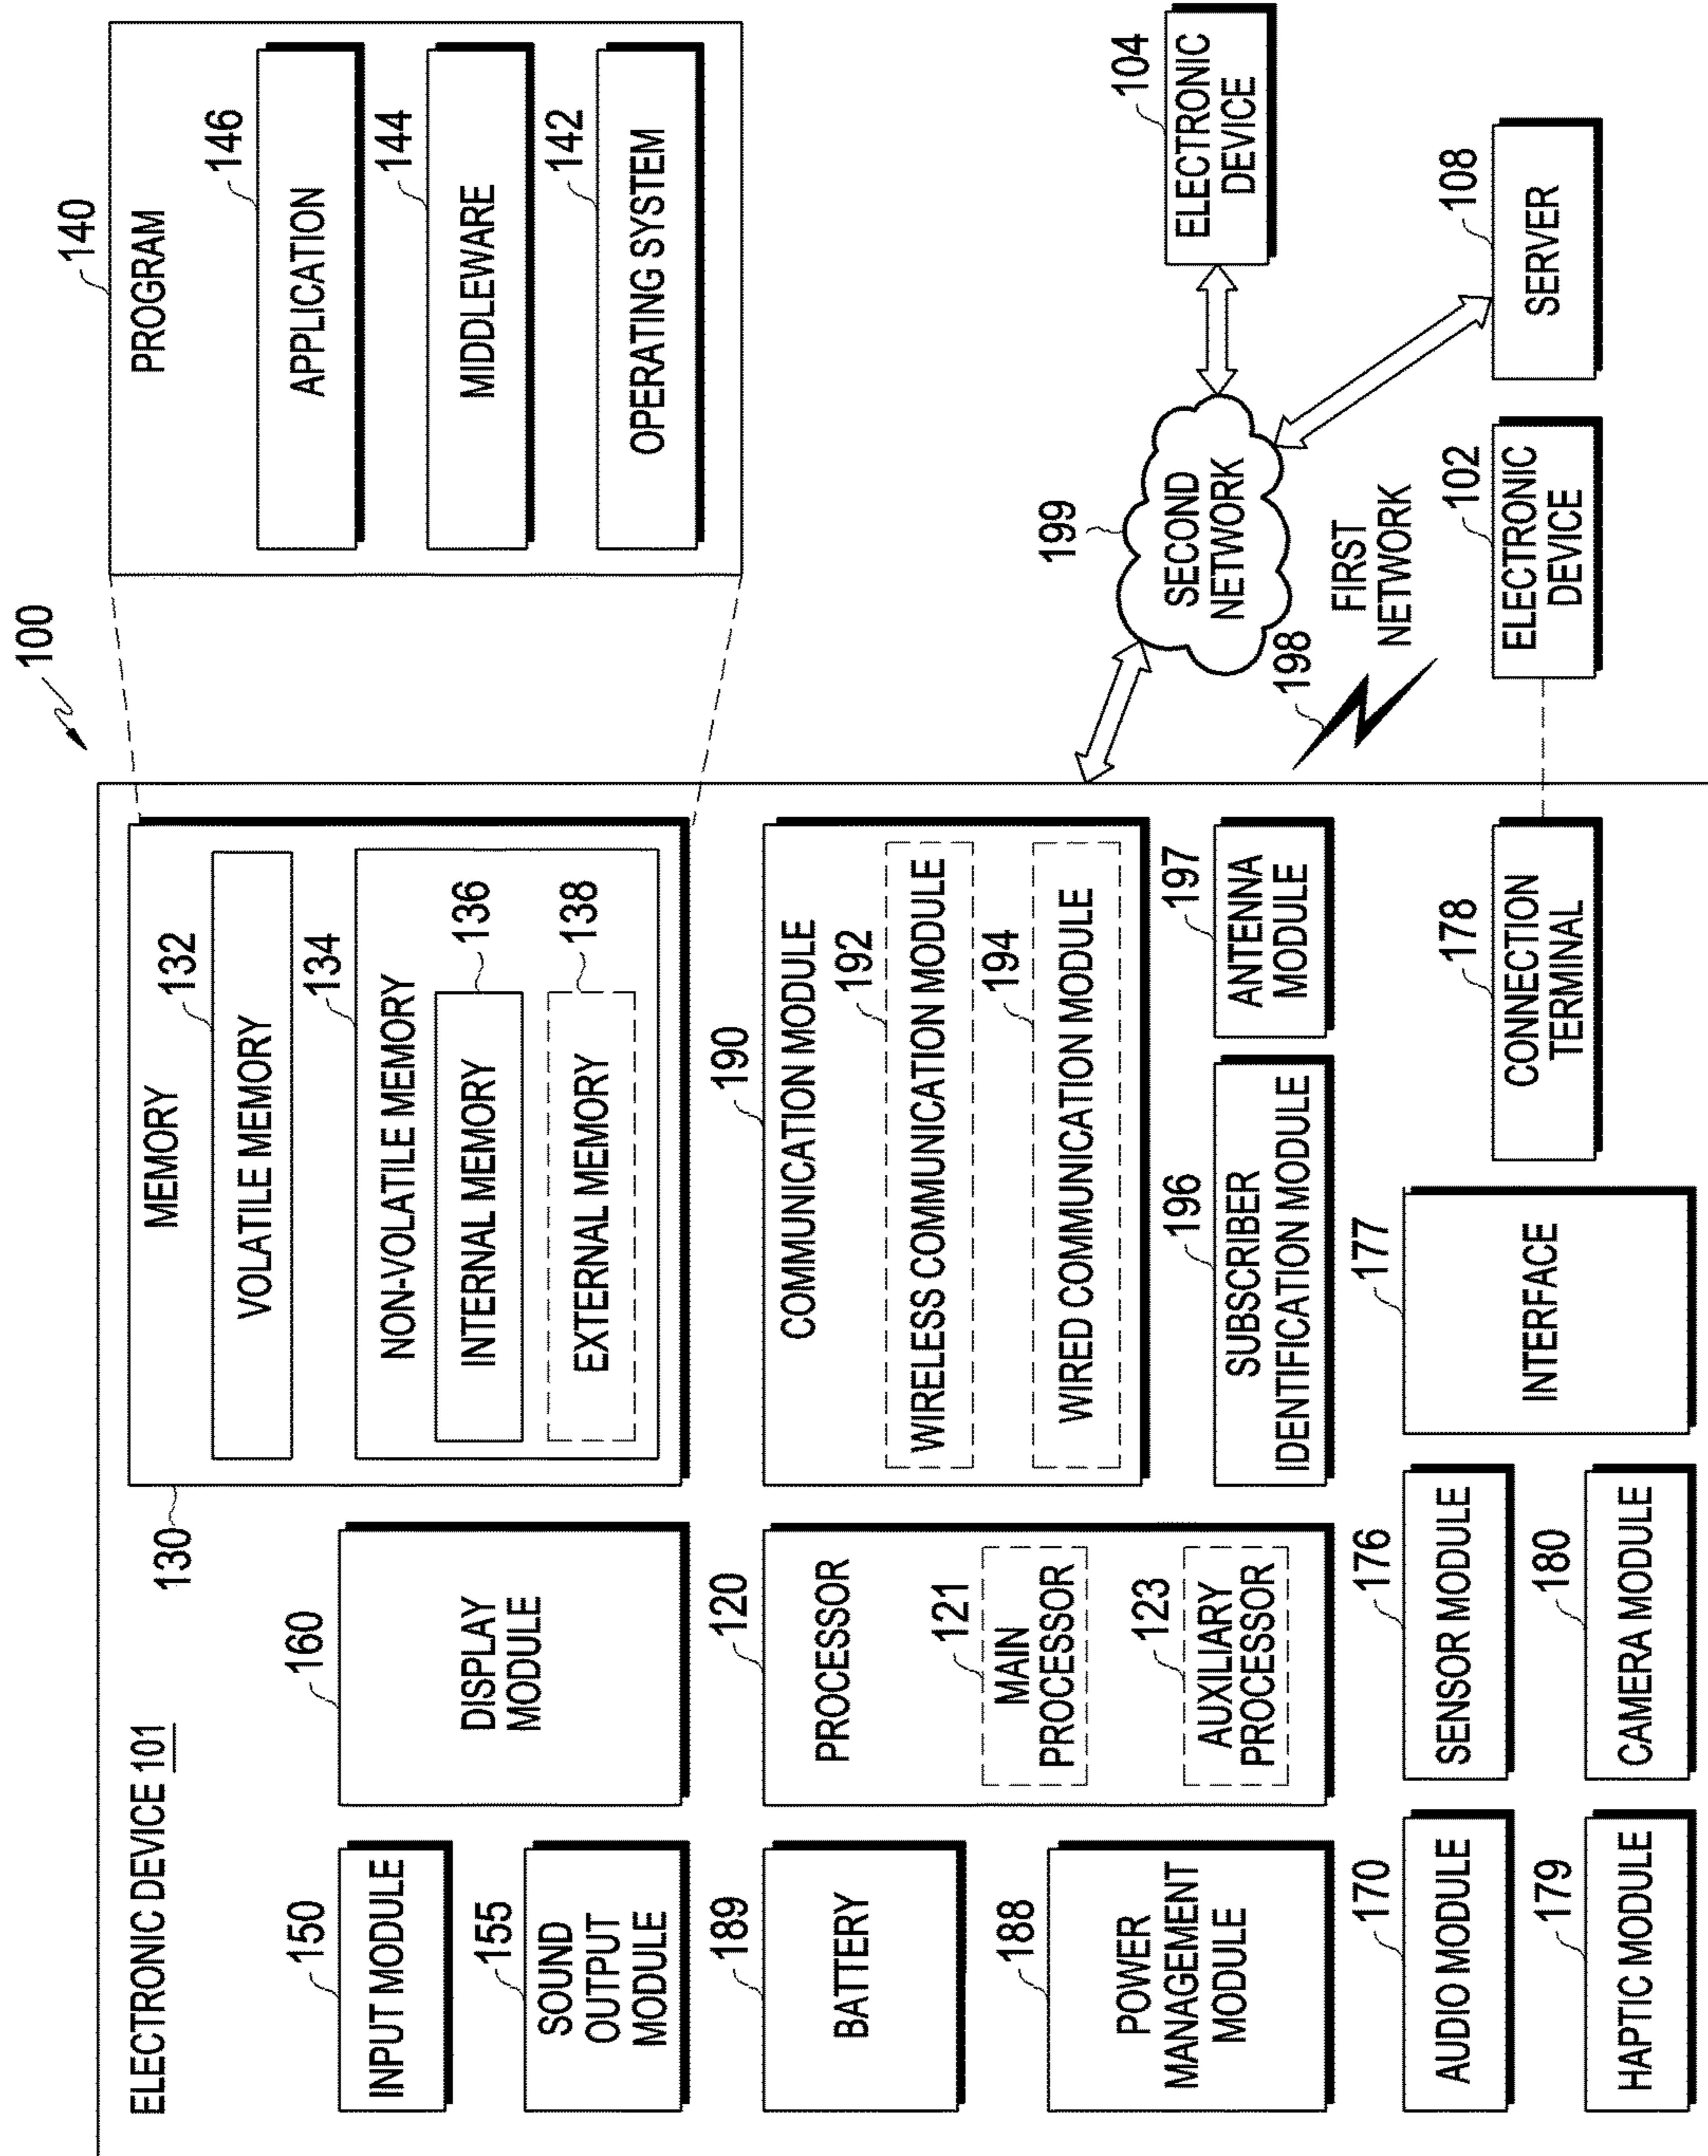 100
ELECTRONIC DEVICE 101
140
PROGRAM
146
APPLICATION
144
MIDDLEWARE
142
OPERATING SYSTEM
130
MEMORY
132
VOLATILE MEMORY
134
NON-VOLATILE MEMORY
136
INTERNAL MEMORY
138
EXTERNAL MEMORY
150
INPUT MODULE
155
SOUND
OUTPUT
MODULE
160
DISPLAY
MODULE
189
BATTERY
188
POWER
MANAGEMENT
MODULE
120
PROCESSOR
121
MAIN
PROCESSOR
123
AUXILIARY
PROCESSOR
190
COMMUNICATION MODULE
192
WIRELESS COMMUNICATION MODULE
194
WIRED COMMUNICATION MODULE
196
SUBSCRIBER
IDENTIFICATION MODULE
197
ANTENNA
MODULE
170
AUDIO MODULE
176
SENSOR MODULE
179
HAPTIC MODULE
180
CAMERA MODULE
177
INTERFACE
178
CONNECTION
TERMINAL
199
SECOND
NETWORK
104
ELECTRONIC
DEVICE
198
FIRST
NETWORK
102
ELECTRONIC
DEVICE
108
SERVER